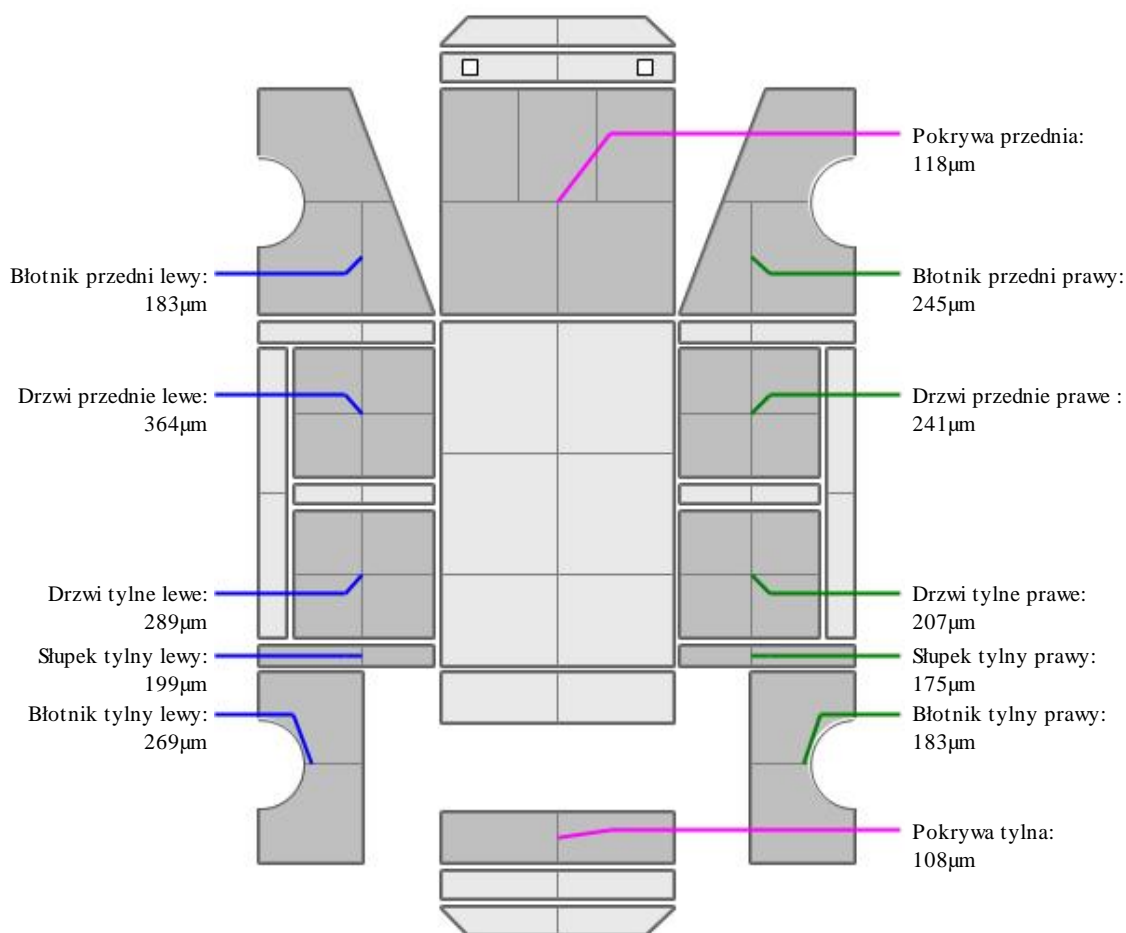 Pokrywa przednia:
118µm
Błotnik przedni lewy:
183µm
Błotnik przedni prawy:
245µm
Drzwi przednie lewe:
364µm
Drzwi przednie prawe :
241µm
Drzwi tylne lewe:
289µm
Drzwi tylne prawe:
207µm
Słupek tylny lewy:
199µm
Słupek tylny prawy:
175µm
Błotnik tylny lewy:
269µm
Błotnik tylny prawy:
183µm
Pokrywa tylna:
108µm